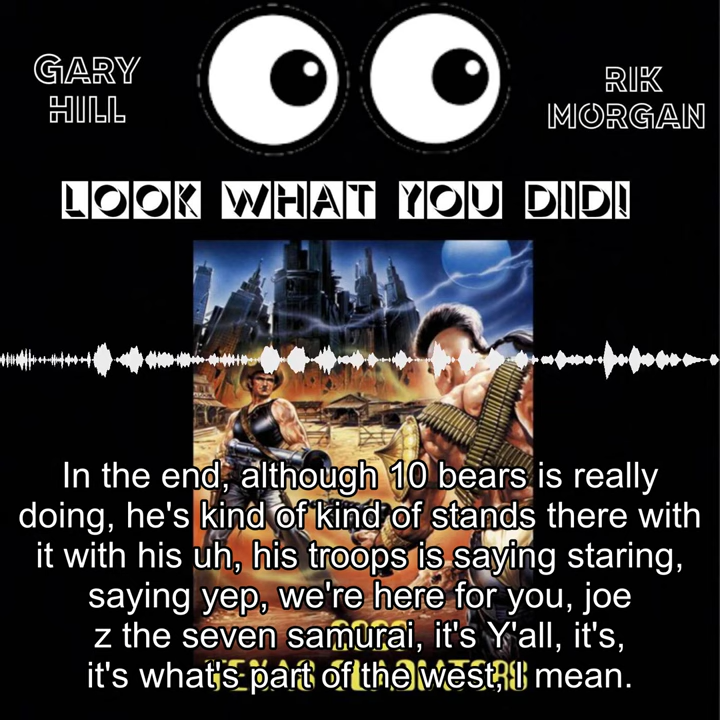 GARY
HILL
RIK
MORGAN
LOOK WHAT YOU DID!
In the end, although 10 bears is really
doing, he's kind of kind of stands there with
it with his uh, his troops is saying staring,
saying yep, we're here for you, joe
z the seven samurai, it's Y'all, it's,
it's what's part of the west, I mean.
TEXAS GLADIATORS